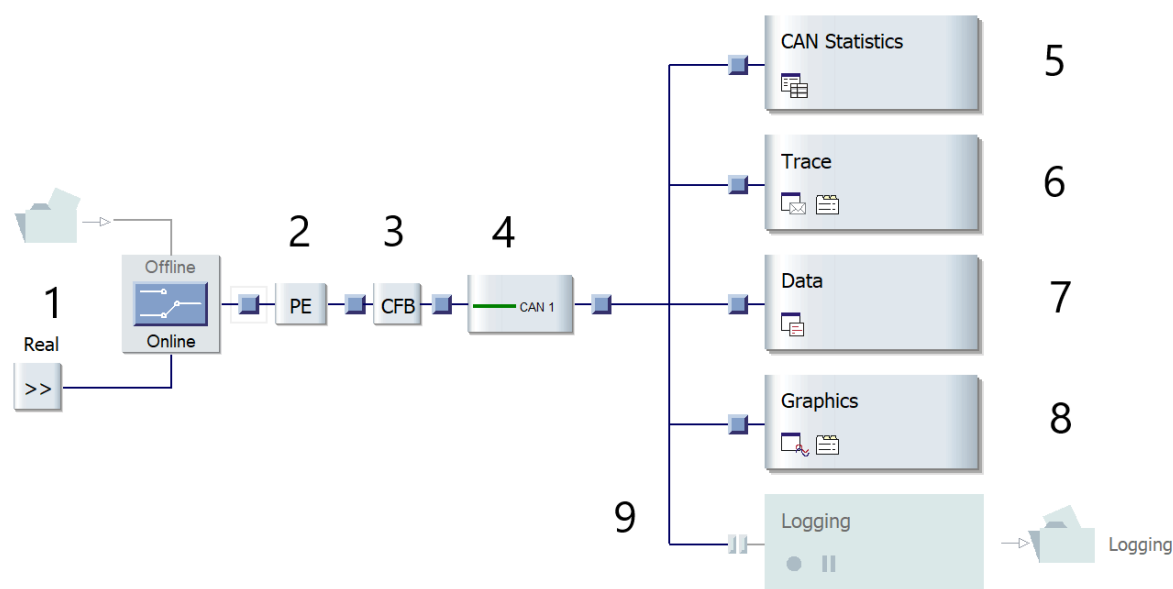 CAN Statistics
5
Trace
6
2
3
4
Offline
1
PE
CFB
CAN 1
Data
7
Online
Real
>>
Graphics
8
9
Logging
Logging